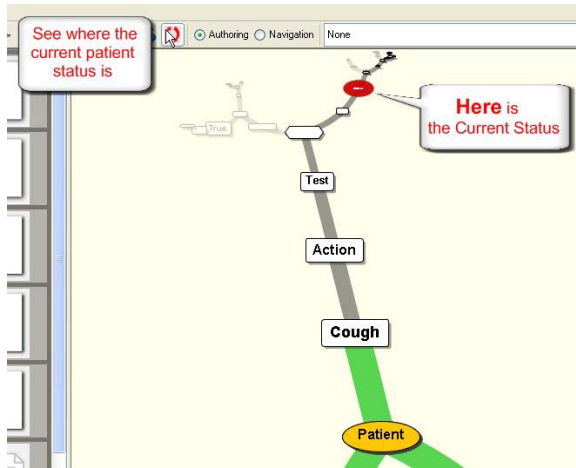 See where the
current patient
status is
Authoring Navigation None
Here is
the Current Status
True
Test
Action
Cough
Patient